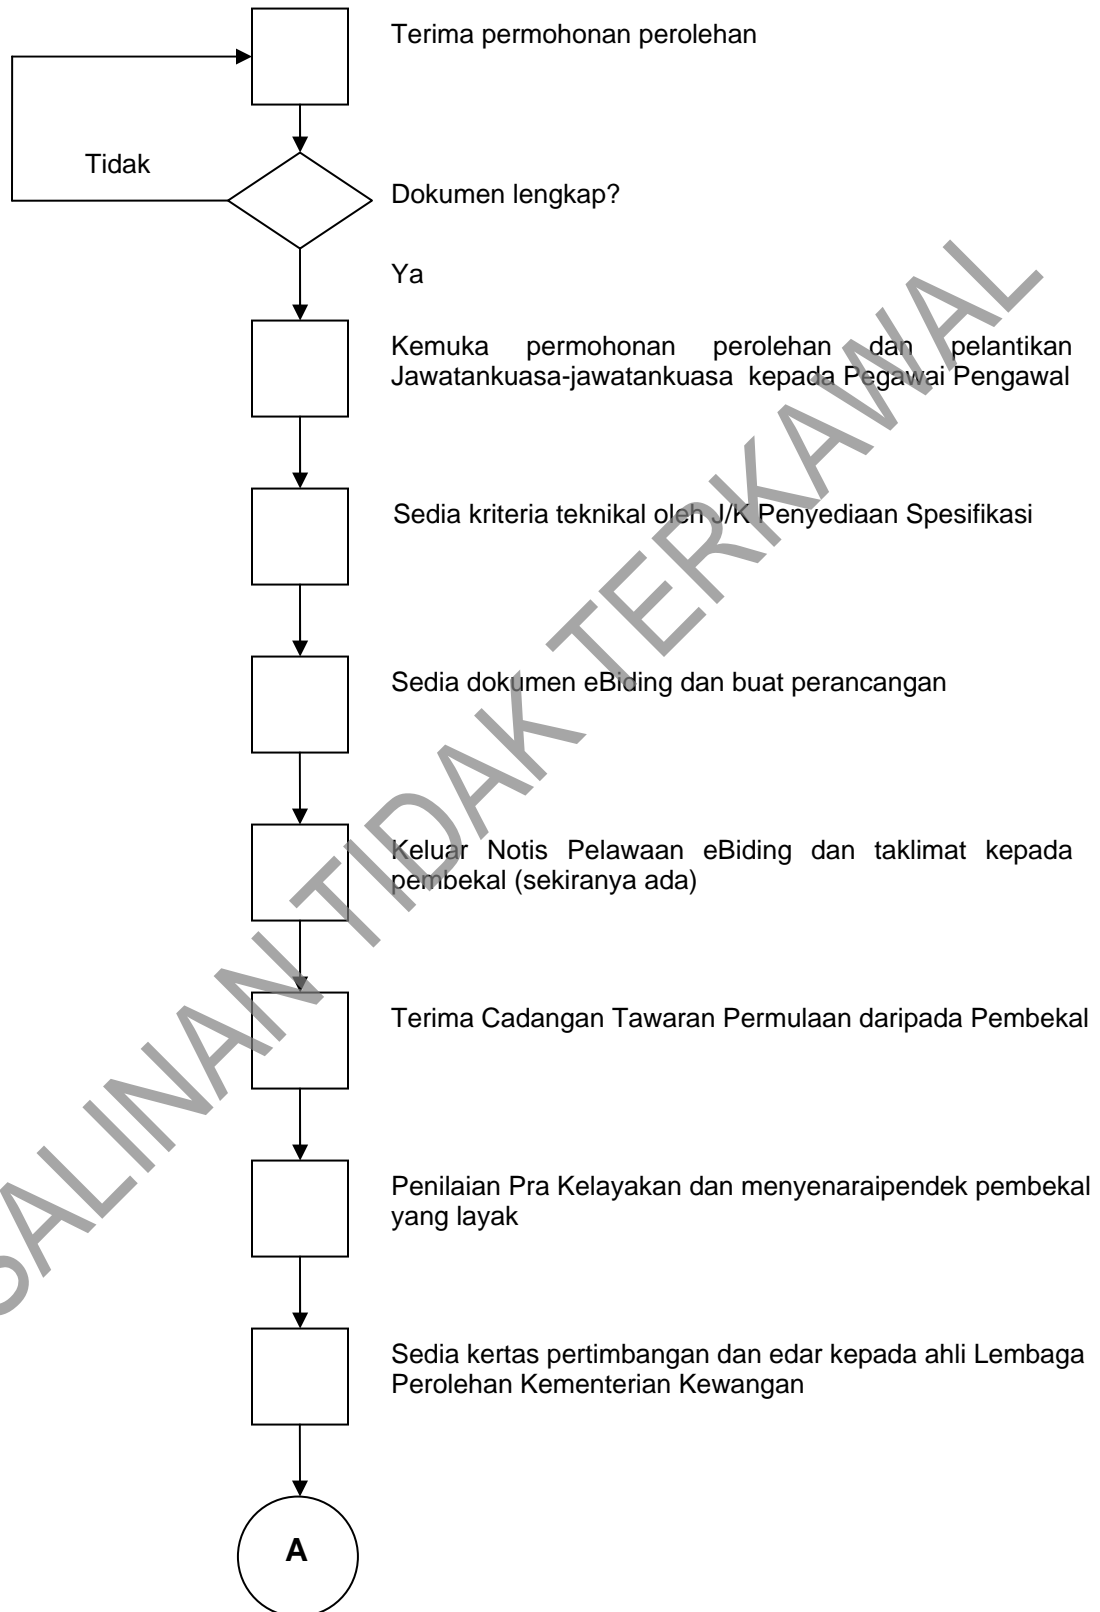 Terima permohonan perolehan
Tidak
Dokumen lengkap?
Ya
Kemuka permohonan perolehan dan pelantikan
Jawatankuasa-jawatankuasa kepada Pegawai Pengawal
Sedia kriteria teknikal oleh J/K Penyediaan Spesifikasi
Sedia dokumen eBiding dan buat perancangan
Keluar Notis Pelawaan eBiding dan taklimat kepada
pembekal (sekiranya ada)
Terima Cadangan Tawaran Permulaan daripada Pembekal
Penilaian Pra Kelayakan dan menyenaraipendek pembekal
yang layak
Sedia kertas pertimbangan dan edar kepada ahli Lembaga
Perolehan Kementerian Kewangan
A
SALINAN TIDAK TERKAWAL